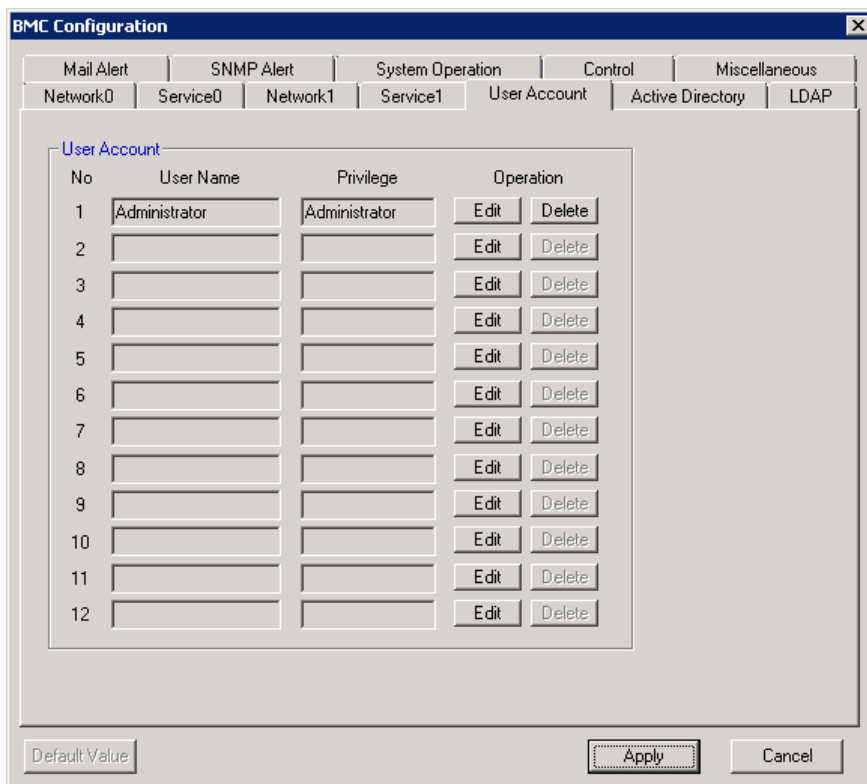 BMC Configuration
Mail Alert SNMP Alert System Operation Control Miscellaneous
Network0 Service0 Network1 Service1 User Account Active Directory LDAP
User Account
No User Name Privilege Operation
1 Administrator Administrator Edit Delete
2 Edit Delete
3 Edit Delete
4 Edit Delete
5 Edit Delete
6 Edit Delete
7 Edit Delete
8 Edit Delete
9 Edit Delete
10 Edit Delete
11 Edit Delete
12 Edit Delete
Default Value Apply Cancel